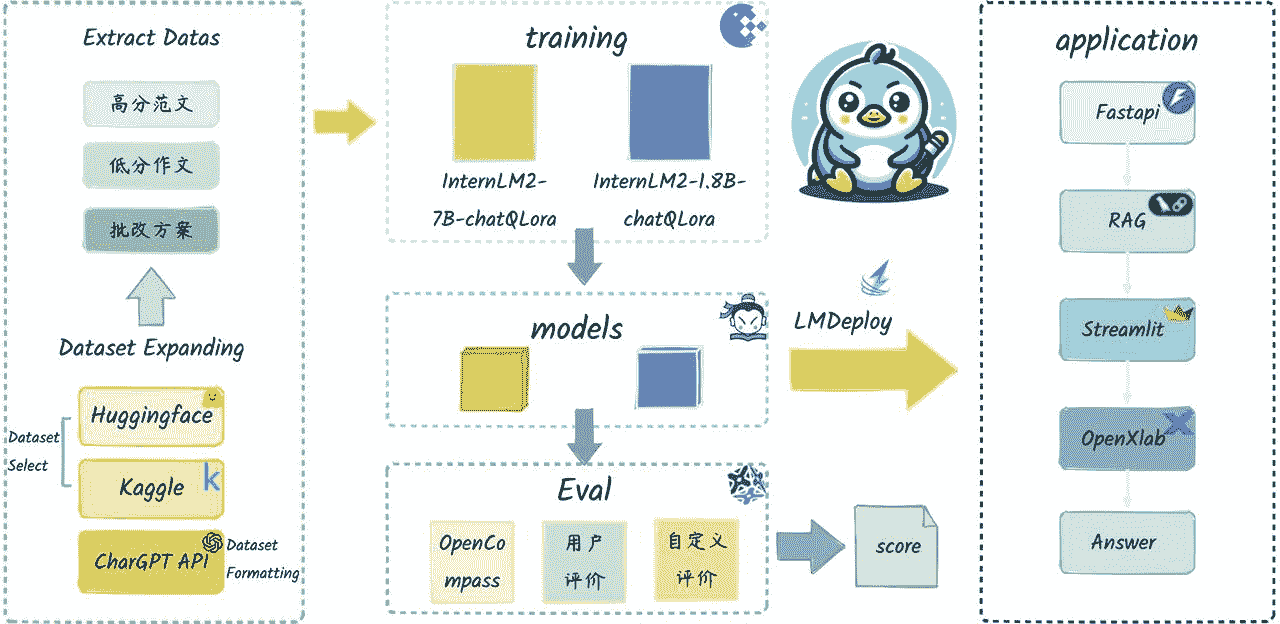 Extract Datas
高分范文
低分作文
批改方案
Dataset Expanding
Huggingface
Dataset
Select
Kaggle
k
CharGPT API
Dataset
Formatting
training
InternLM2-
7B-chatQLora
InternLM2-1.8B-
chatQLora
models
Eval
OpenCo
mpass
用户
评价
自定义
评价
score
LMDeploy
application
Fastapi
RAG
Streamlit
OpenXlab
Answer